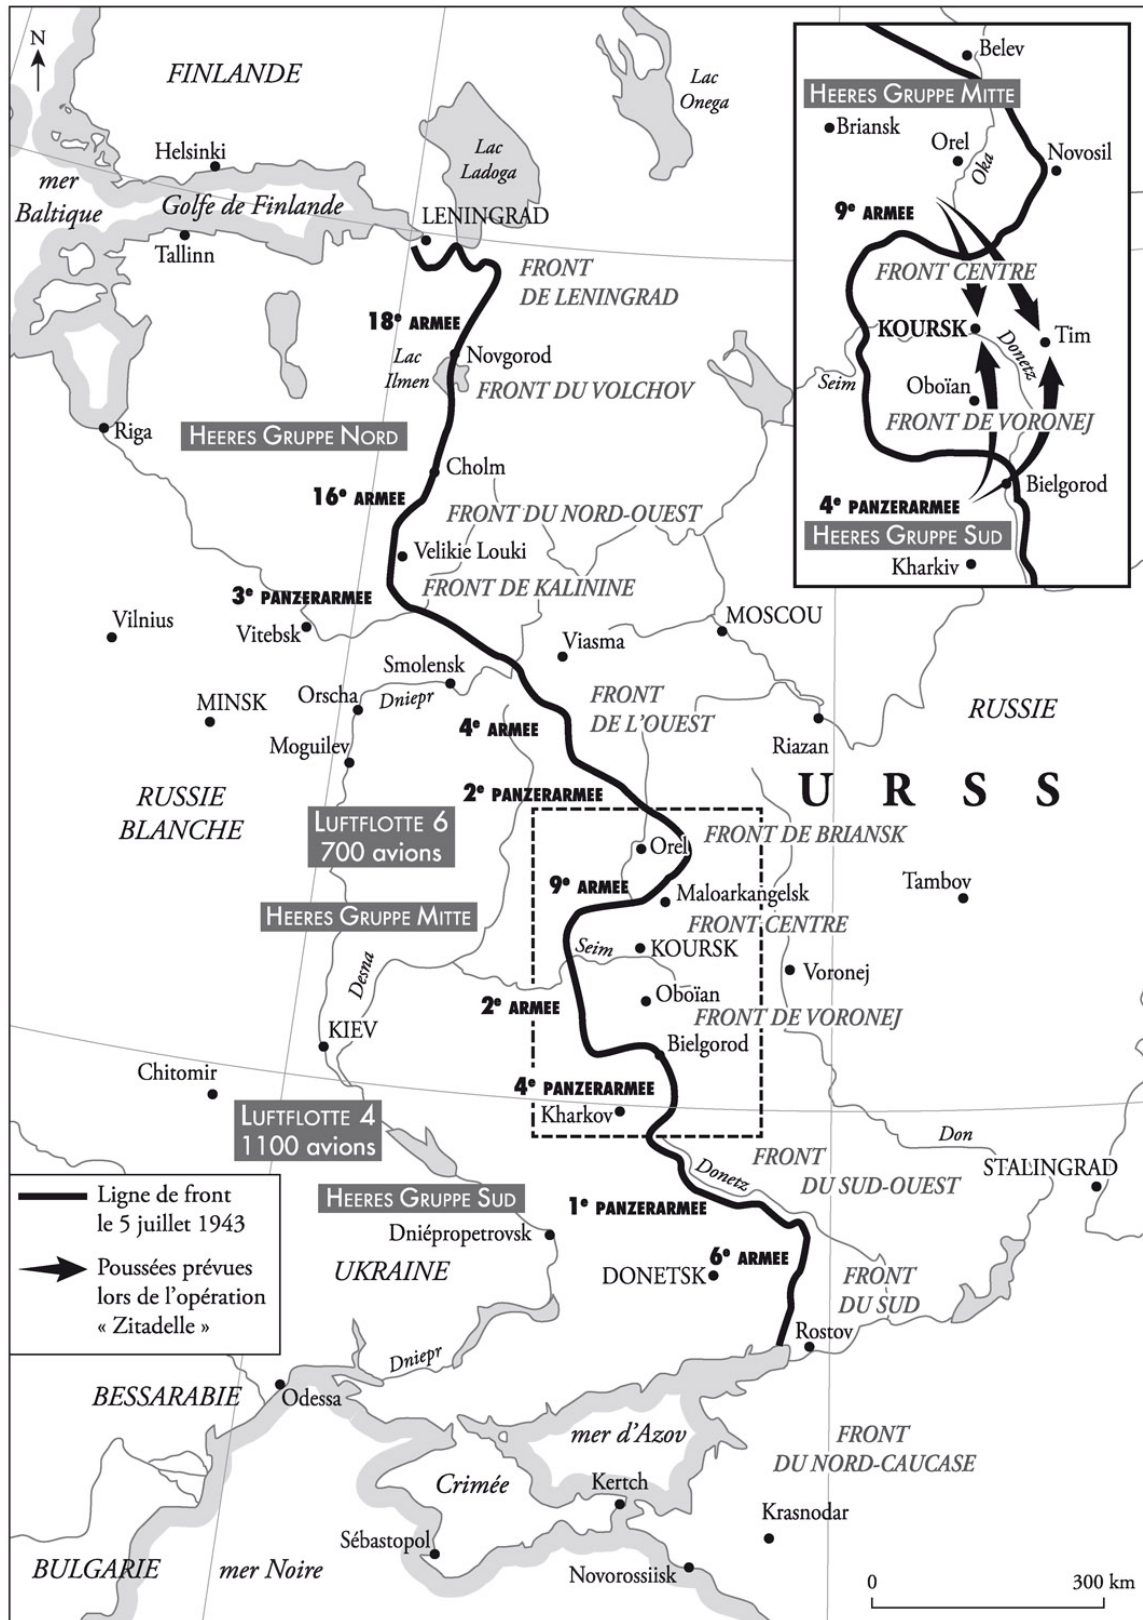 N
FINLANDE
Lac
Onega
Helsinki
Lac
Ladoga
mer
Baltique
Golfe de Finlande
LENINGRAD
Tallinn
FRONT
DE LENINGRAD
18e ARMEE
Novgorod
Lac
Ilmen
FRONT DU VOLCHOV
Riga
HEERES GRUPPE NORD
Cholm
16e ARMEE
FRONT DU NORD-OUEST
Velikie Louki
FRONT DE KALININE
3e PANZERARMEE
Vilnius
Vitebsk
MOSCOU
Viasma
Smolensk
Orscha
Dniepr
MINSK
FRONT
DE L'OUEST
RUSSIE
4e ARMEE
Riazan
Moguilev
URSS
2e PANZERARMEE
RUSSIE
BLANCHE
LUFTFLOTTE 6
700 avions
FRONT DE BRIANSK
Orel
9e ARMEE
Maloarkangelsk
Tambov
HEERES GRUPPE MITTE
FRONT CENTRE
Seim
KOURSK
Desna
Voronej
2e ARMEE
Oboïan
FRONT DE VORONEJ
KIEV
Bielgorod
Chitomir
4e PANZERARMEE
Kharkov
LUFTFLOTTE 4
1100 avions
Don
FRONT
DU SUD-OUEST
Donetz
STALINGRAD
HEERES GRUPPE SUD
1e PANZERARMEE
Dniépropetrovsk
6e ARMEE
UKRAINE
DONETSK
FRONT
DU SUD
Rostov
Dniepr
BESSARABIE
Odessa
mer d'Azov
FRONT
DU NORD-CAUCASE
Crimée
Kertch
Krasnodar
Sébastopol
BULGARIE
mer Noire
Novorossiisk
0 300 km
Ligne de front
le 5 juillet 1943
Poussées prévues
lors de l'opération
« Zitadelle »
Belev
HEERES GRUPPE MITTE
Briansk
Orel
Novosil
Oka
9e ARMEE
FRONT CENTRE
KOURSK
Donetz
Tim
Seim
Oboïan
FRONT DE VORONEJ
Bielgorod
4e PANZERARMEE
HEERES GRUPPE SUD
Kharkiv